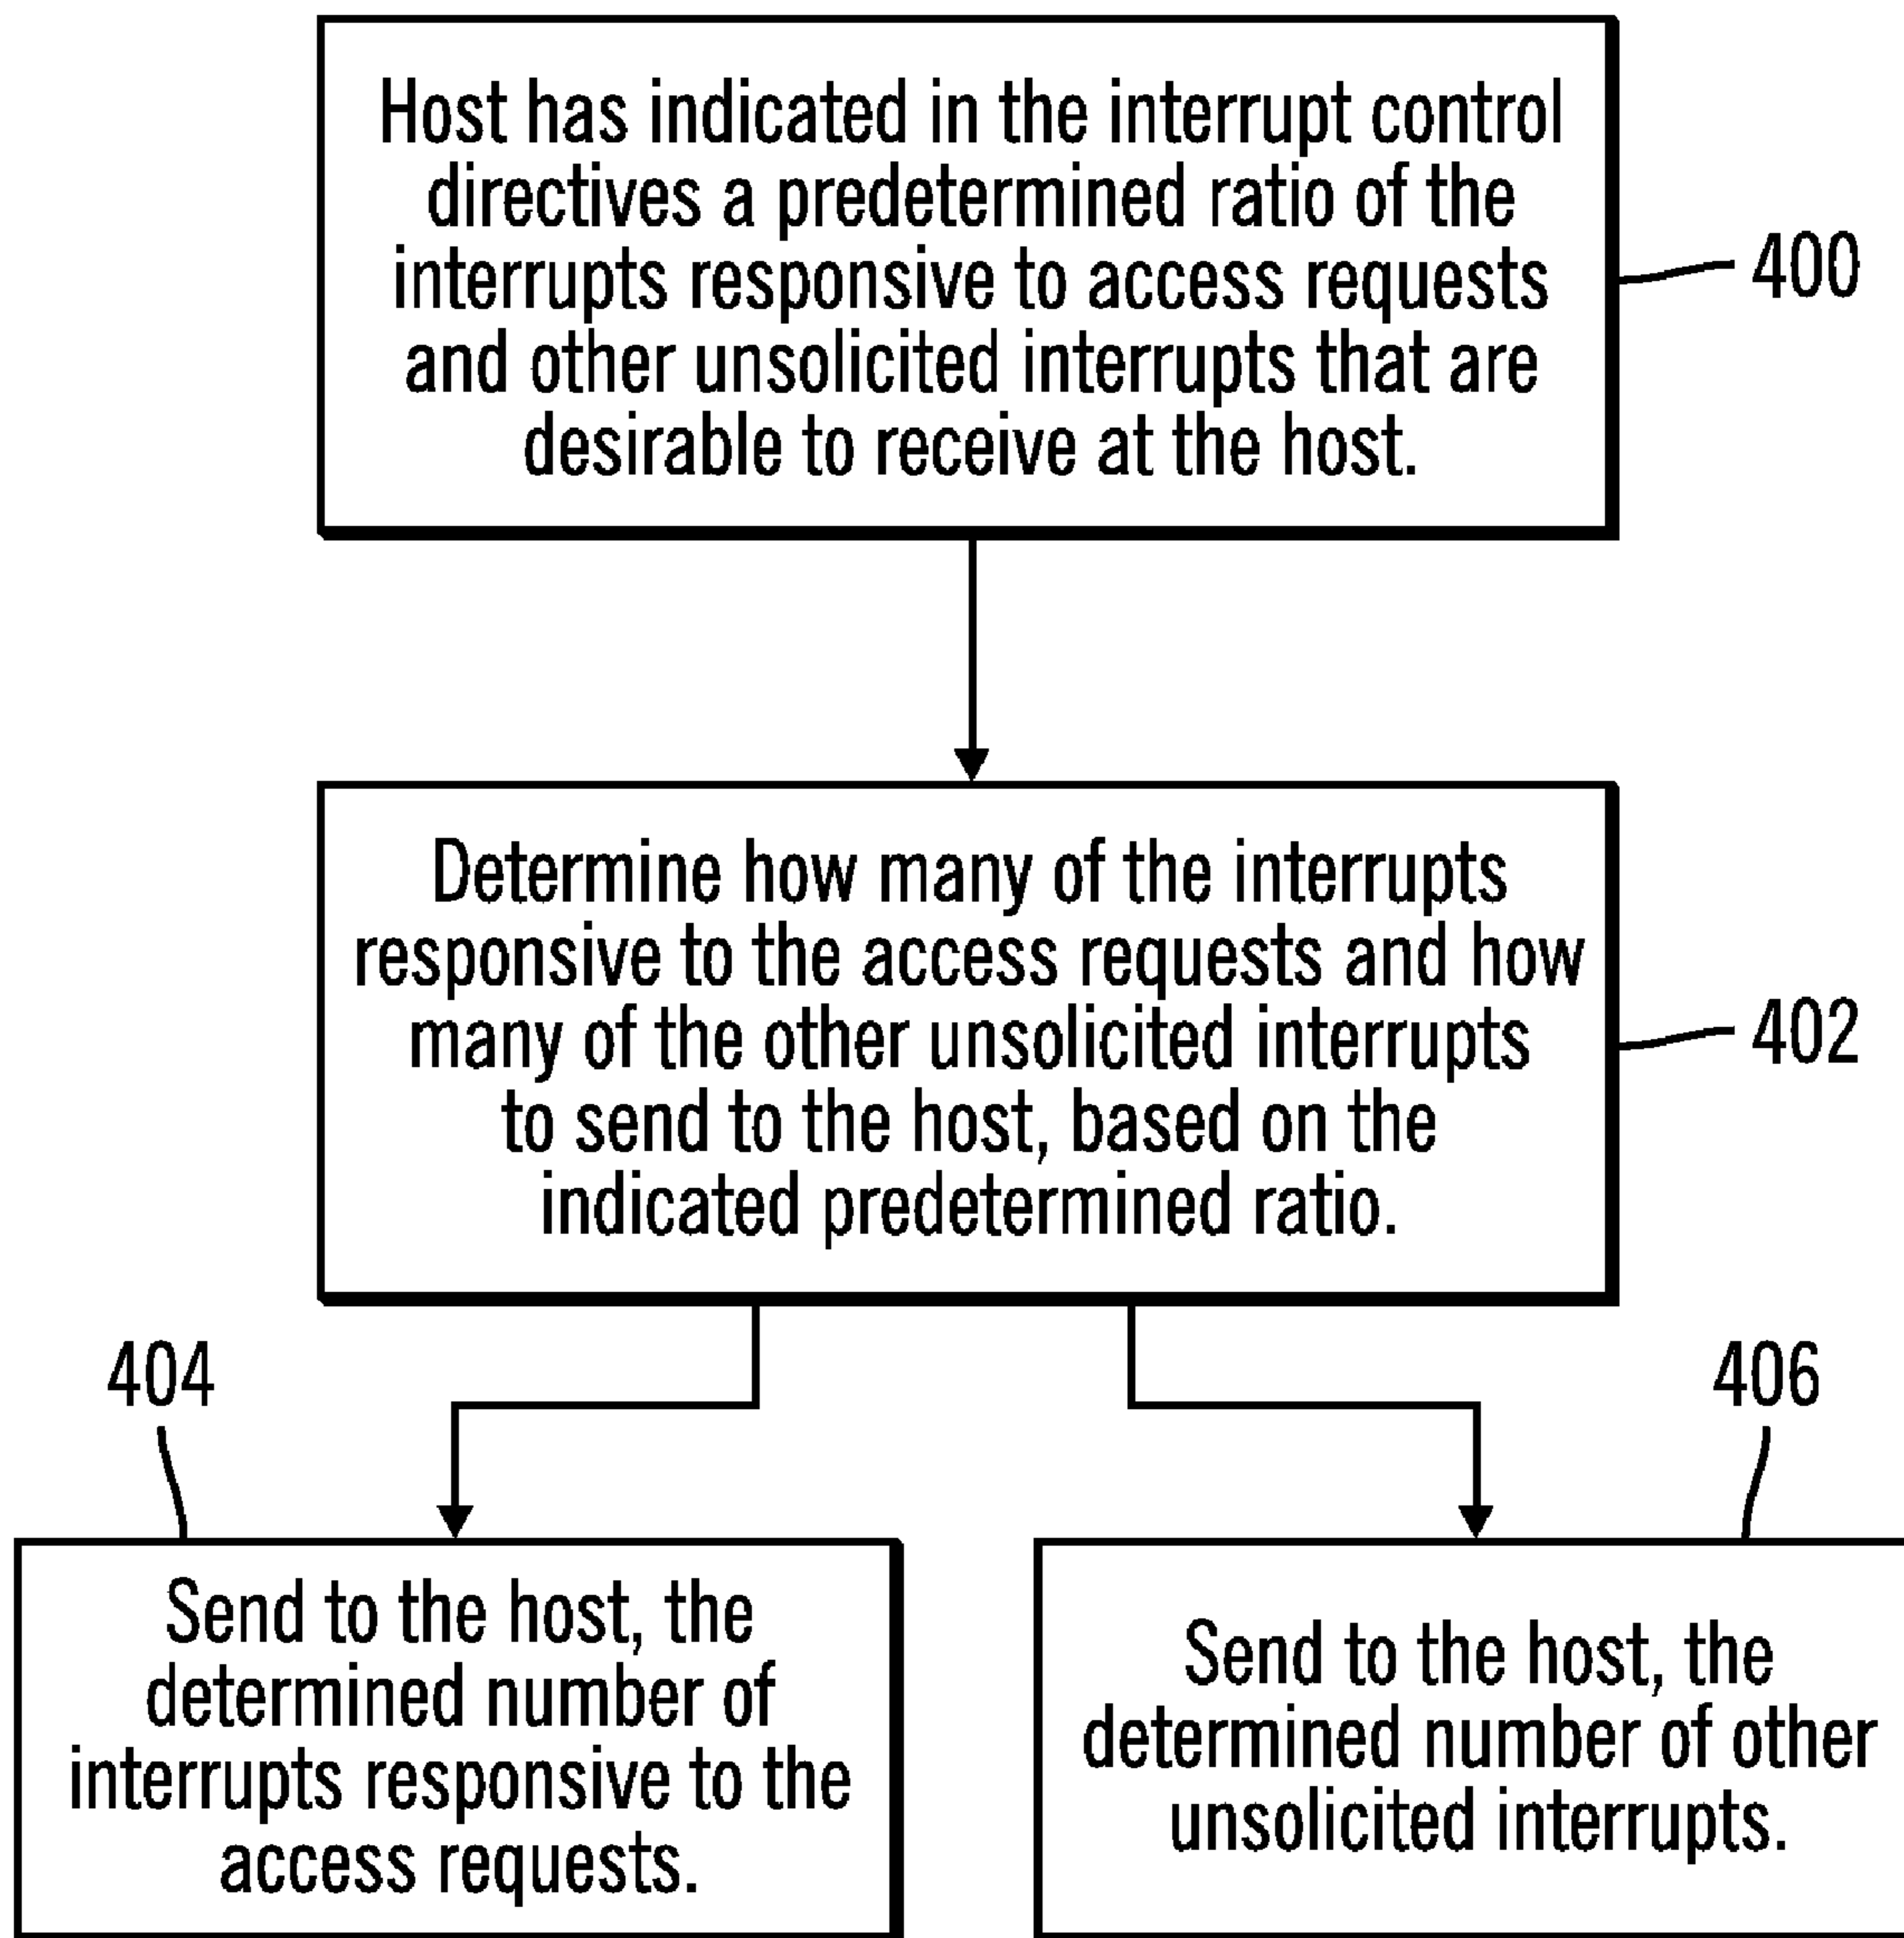 Host has indicated in the interrupt control
directives a predetermined ratio of the
interrupts responsive to access requests
and other unsolicited interrupts that are
desirable to receive at the host.
400
Determine how many of the interrupts
responsive to the access requests and how
many of the other unsolicited interrupts
to send to the host, based on the
indicated predetermined ratio.
402
404
406
Send to the host, the
determined number of
interrupts responsive to the
access requests.
Send to the host, the
determined number of other
unsolicited interrupts.